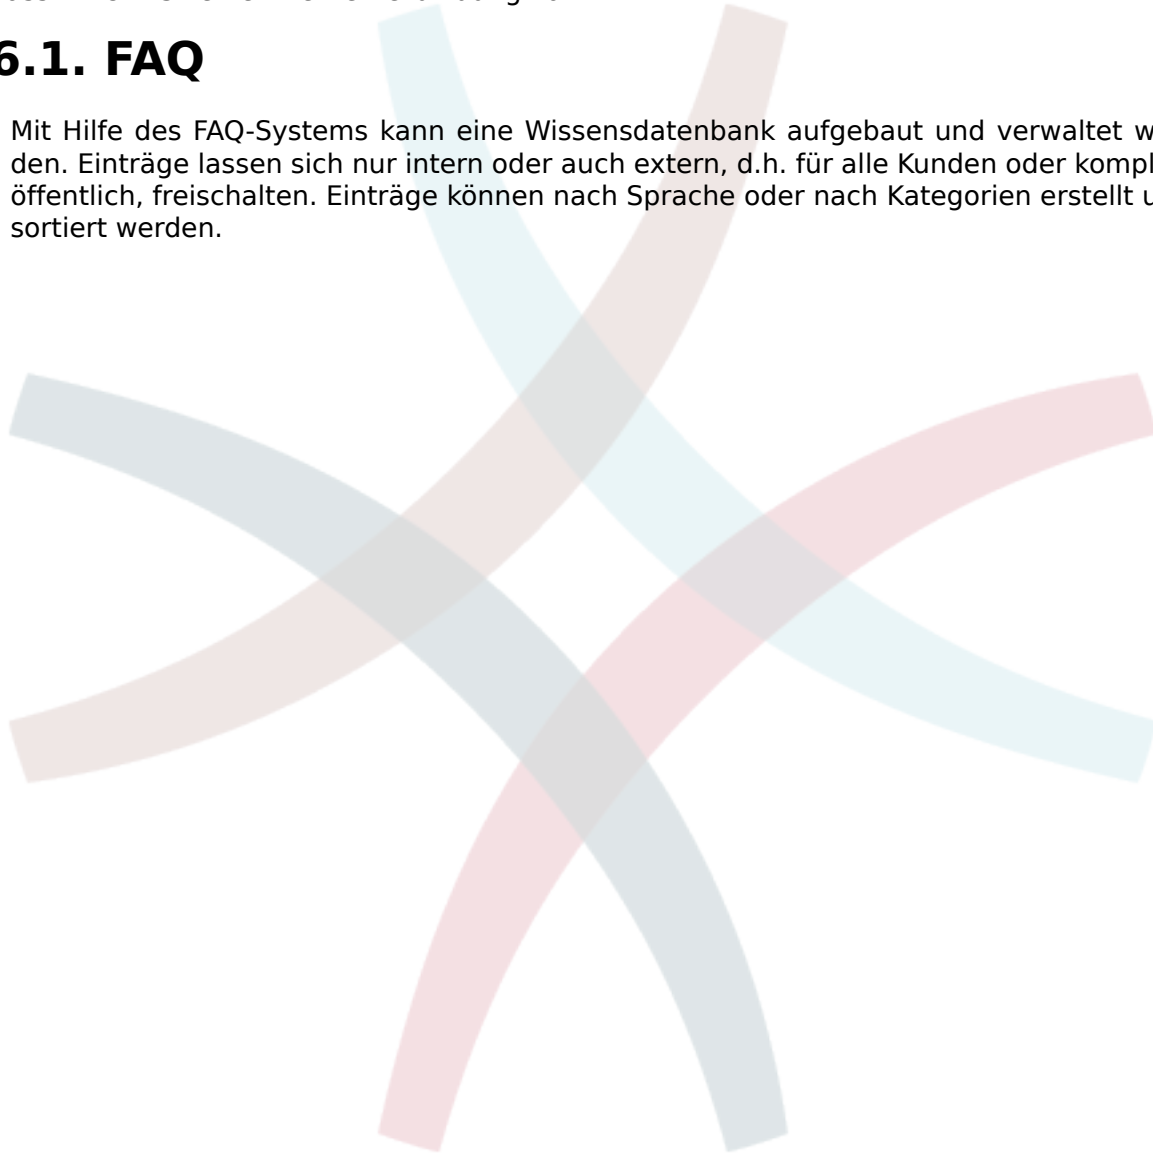 6.1. FAQ
Mit Hilfe des FAQ-Systems kann eine Wissensdatenbank aufgebaut und verwaltet w
den. Einträge lassen sich nur intern oder auch extern, d.h. für alle Kunden oder kompl
öffentlich, freischalten. Einträge können nach Sprache oder nach Kategorien erstellt u
sortiert werden.